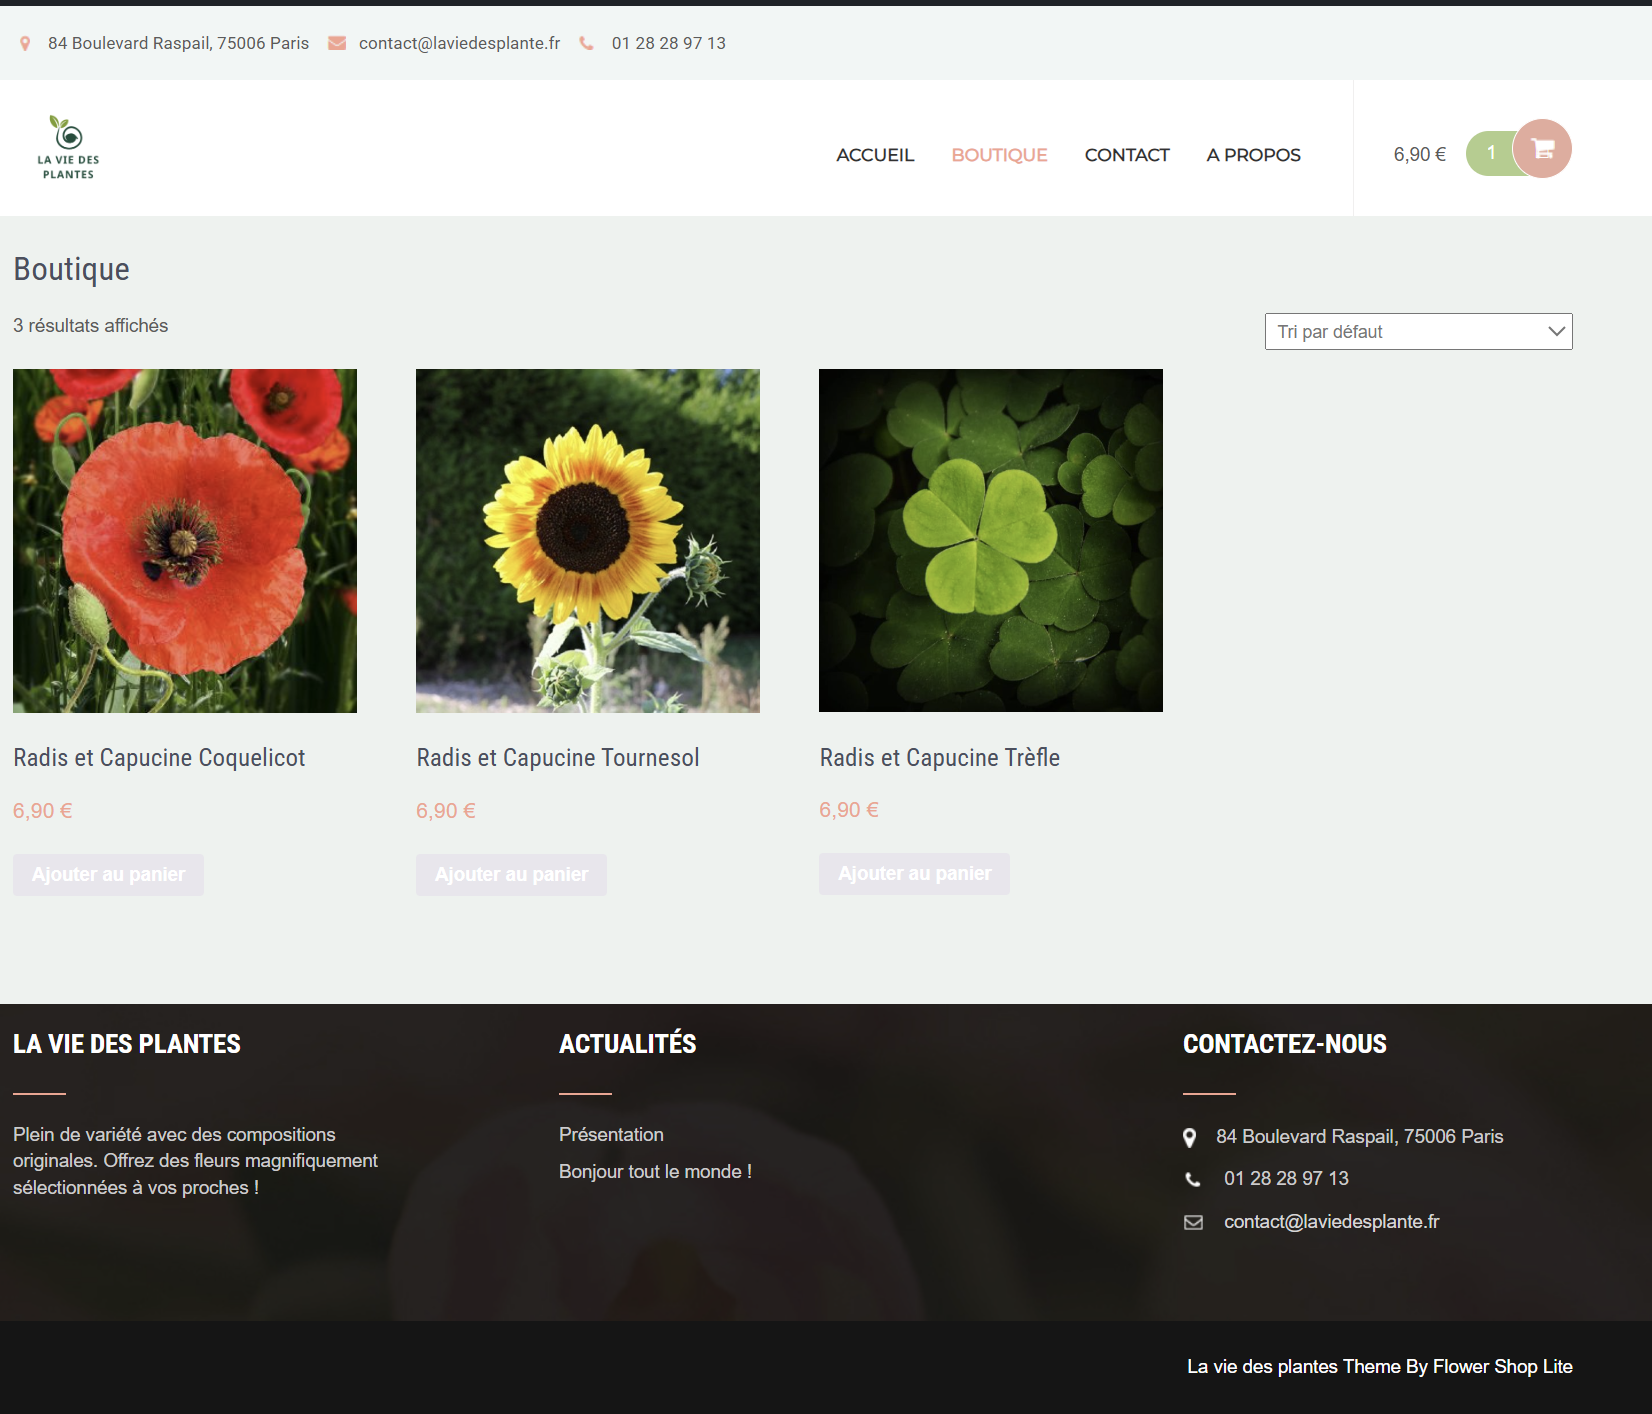 84 Boulevard Raspail, 75006 Paris contact@laviedesplante.fr 01 28 28 97 13
LA VIE DES
PLANTES
ACCUEIL BOUTIQUE CONTACT A PROPOS 6,90 € 1
Boutique
3 résultats affichés
Tri par défaut
Radis et Capucine Coquelicot
6,90 €
Ajouter au panier
Radis et Capucine Tournesol
6,90 €
Ajouter au panier
Radis et Capucine Trèfle
6,90 €
Ajouter au panier
LA VIE DES PLANTES
Plein de variété avec des compositions
originales. Offrez des fleurs magnifiquement
sélectionnées à vos proches !
ACTUALITÉS
Présentation
Bonjour tout le monde !
CONTACTEZ-NOUS
84 Boulevard Raspail, 75006 Paris
01 28 28 97 13
contact@laviedesplante.fr
La vie des plantes Theme By Flower Shop Lite